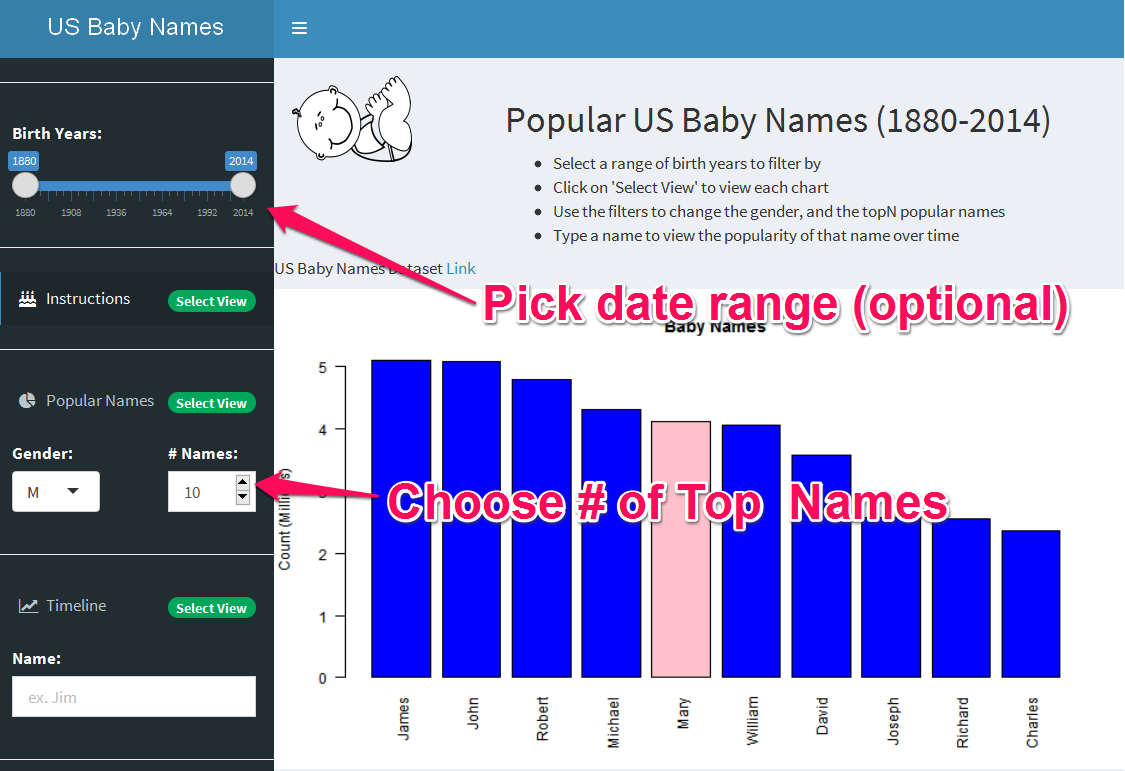 US Baby Names
Birth Years:
1880 2014
1880 1908 1936 1964 1992 2014
Instructions Select View
Popular Names Select View
Gender: # Names:
M 10
Timeline Select View
Name:
ex. Jim
Popular US Baby Names (1880-2014)
Select a range of birth years to filter by
Click on 'Select View' to view each chart
Use the filters to change the gender, and the topN popular names
Type a name to view the popularity of that name over time
US Baby Names Dataset Link
Pick date range (optional)
Baby Names
Choose # of Top Names
Count (Millions)
5
4
2
1
0
James John Robert Michael Mary William David Joseph Richard Charles